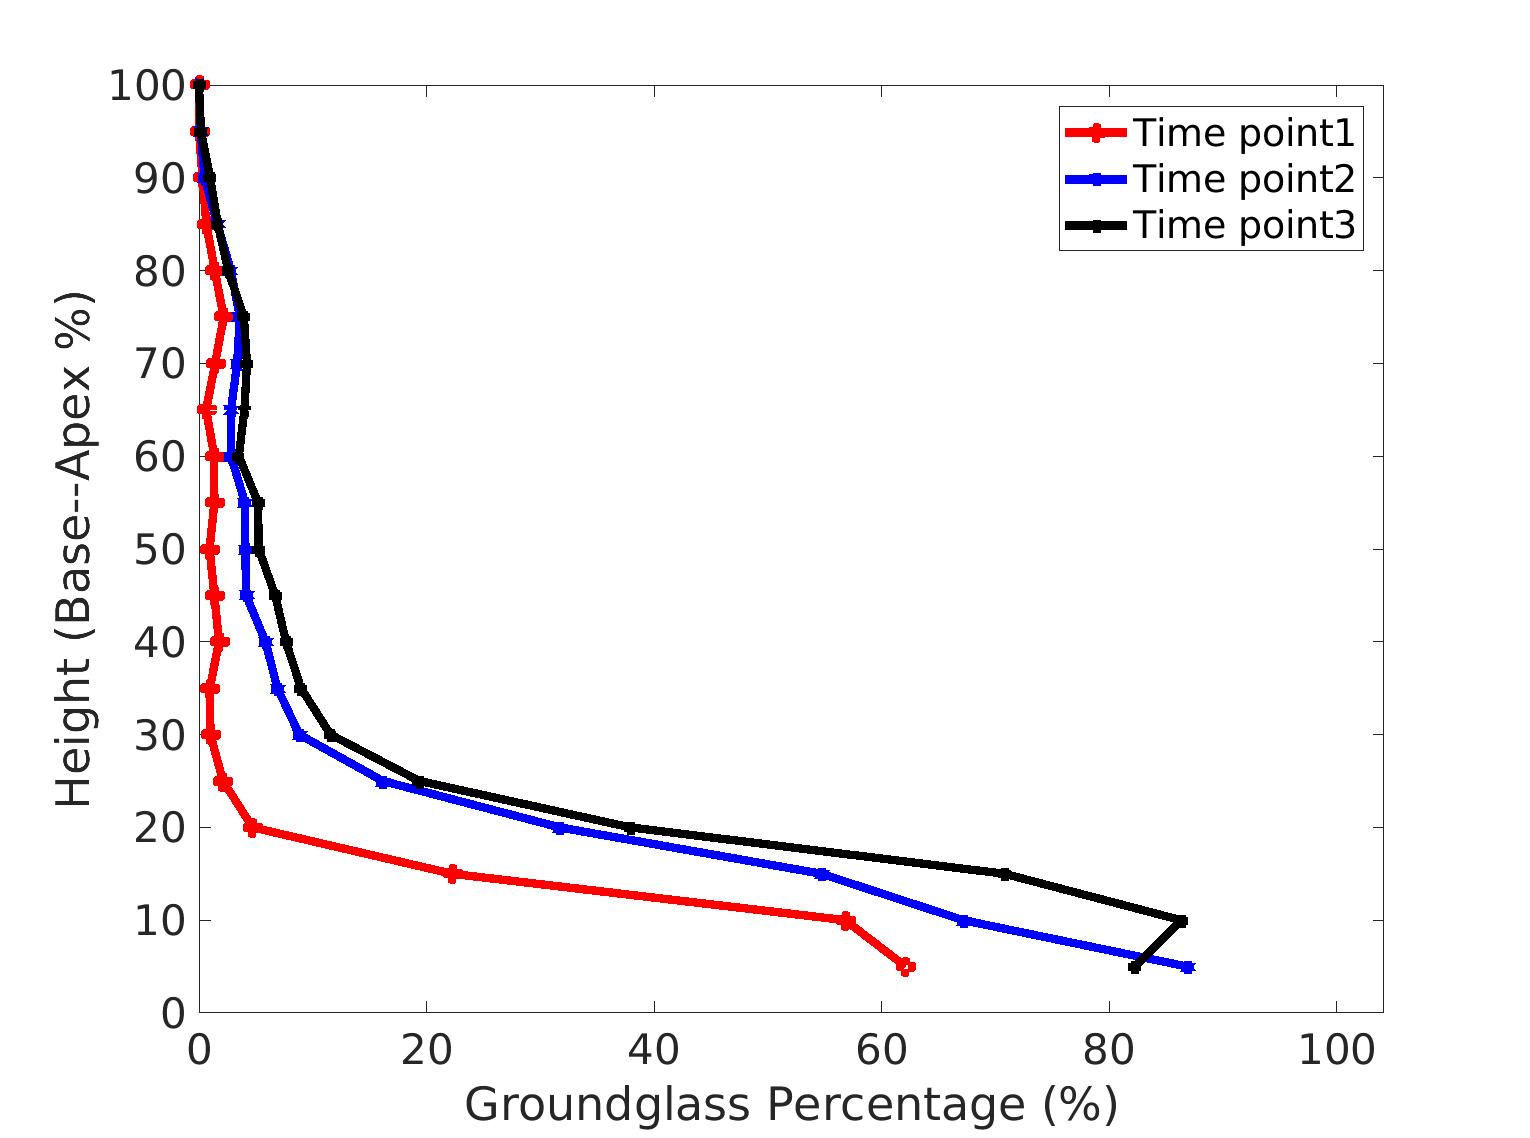 100
90
80
70
60
50
40
30
20
10
0
Height (Base--Apex %)
Time point1
Time point2
Time point3
0 20 40 60 80 100
Groundglass Percentage (%)